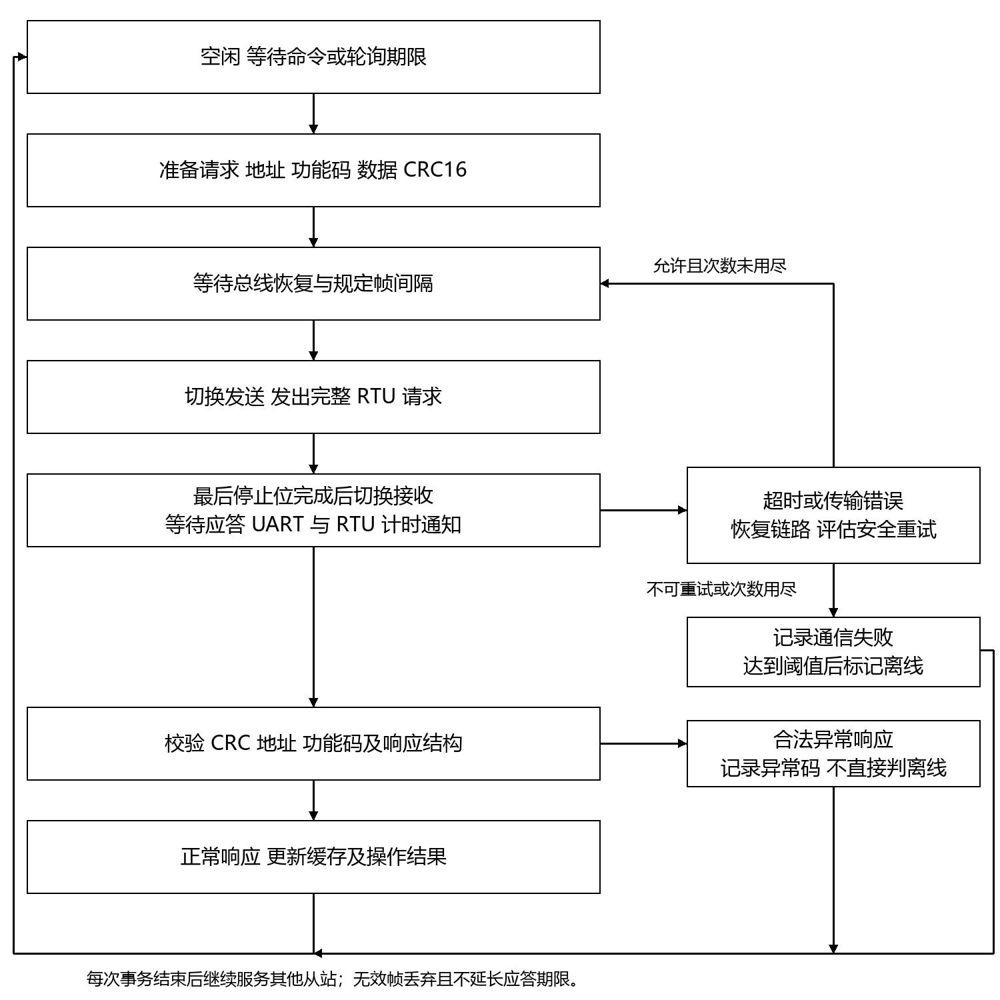 空闲 等待命令或轮询期限
准备请求 地址 功能码 数据 CRC16
等待总线恢复与规定帧间隔
允许且次数未用尽
切换发送 发出完整 RTU 请求
最后停止位完成后切换接收
等待应答 UART 与 RTU 计时通知
超时或传输错误
恢复链路 评估安全重试
不可重试或次数用尽
记录通信失败
达到阈值后标记离线
校验 CRC 地址 功能码及响应结构
合法异常响应
记录异常码 不直接判离线
正常响应 更新缓存及操作结果
每次事务结束后继续服务其他从站；无效帧丢弃且不延长应答期限。